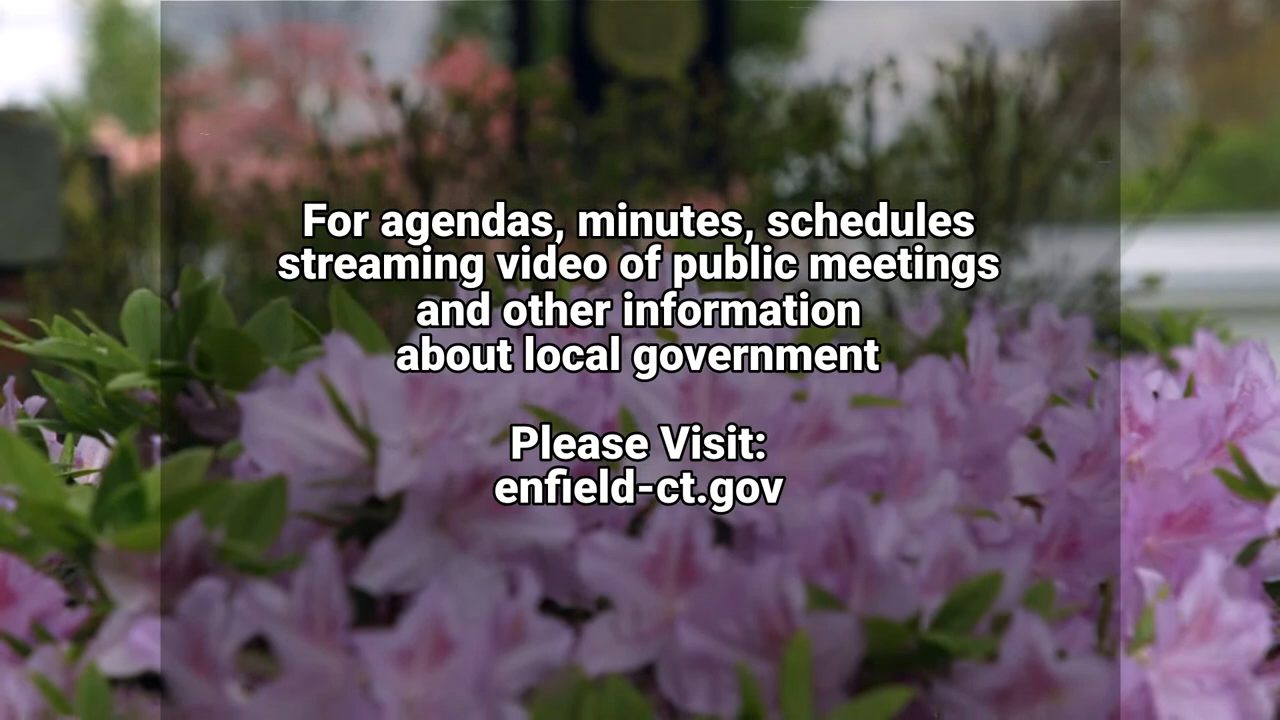 For agendas, minutes, schedules
streaming video of public meetings
and other information
about local government
Please Visit:
enfield-ct.gov